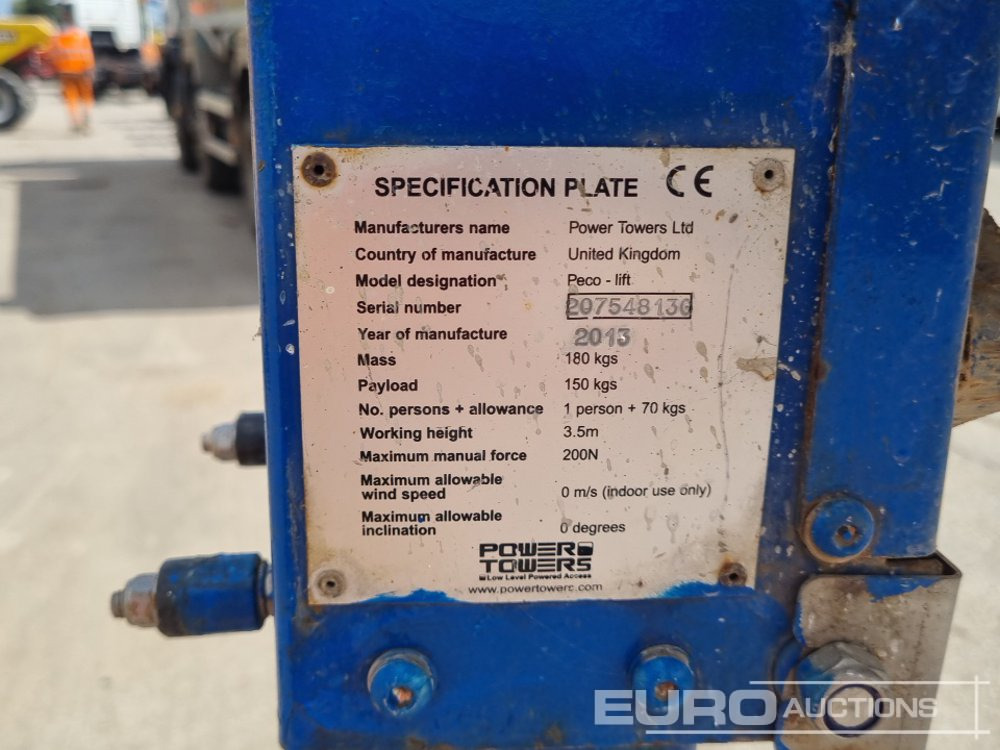 SPECIFICATION PLATE CE
Manufacturers name Power Towers Ltd
Country of manufacture United Kingdom
Model designation Peco - lift
Serial number 20754813G
Year of manufacture 2013
Mass 180 kgs
Payload 150 kgs
No. persons + allowance 1 person + 70 kgs
Working height 3.5m
Maximum manual force 200N
Maximum allowable
wind speed 0 m/s (indoor use only)
Maximum allowable
inclination 0 degrees
POWER
TOWERS
Low Level Powered Access
www.powertowers.com
EURO AUCTIONS